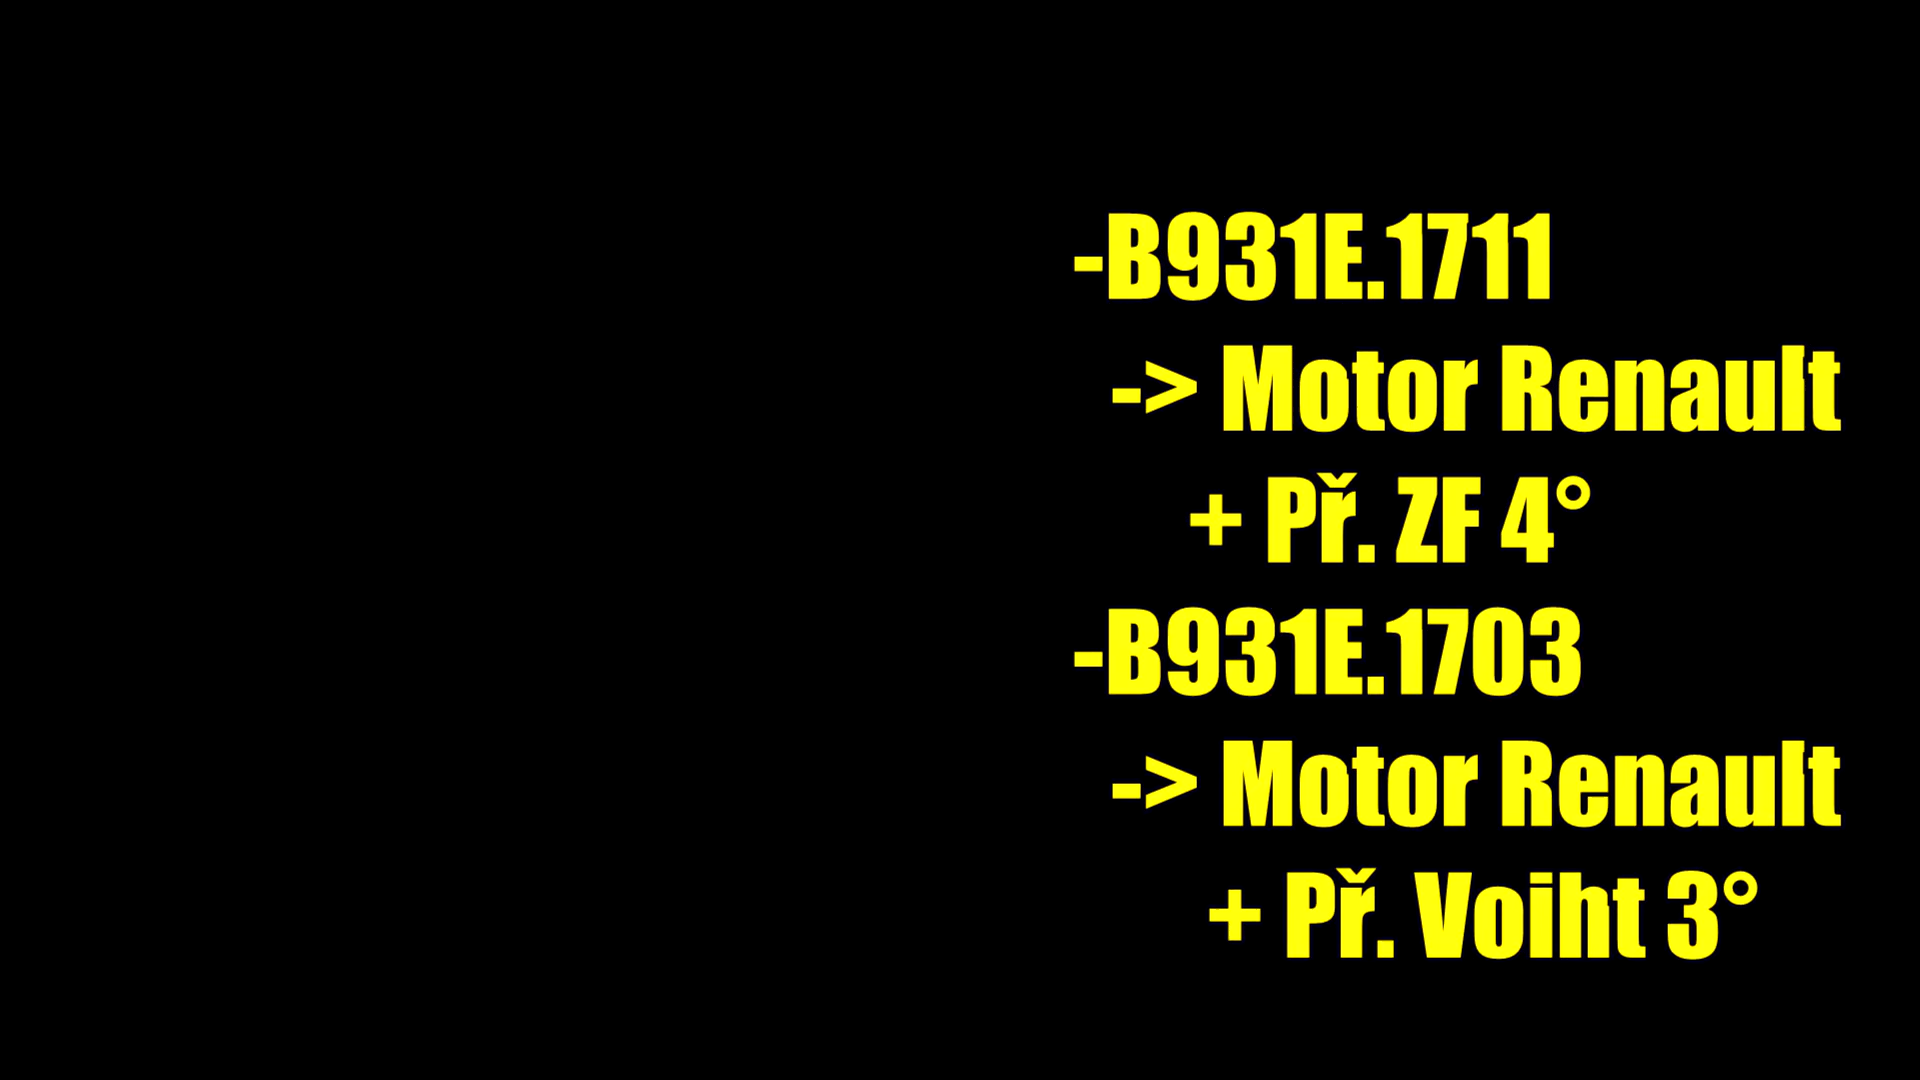 -B931E.1711
-> Motor Renault
+ Př. ZF 4°
-B931E.1703
-> Motor Renault
+ Př. Voiht 3°